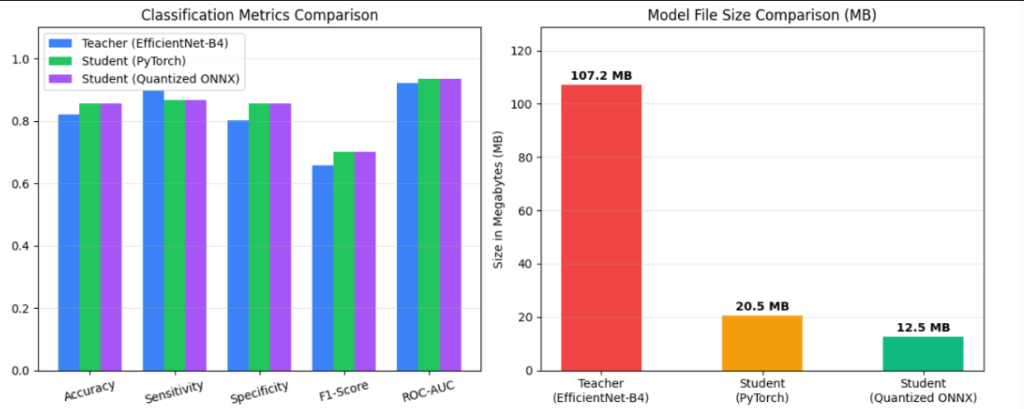 Classification Metrics Comparison
Teacher (EfficientNet-B4)
Student (PyTorch)
Student (Quantized ONNX)
1.0
0.8
0.6
0.4
0.2
0.0
Accuracy
Sensitivity
Specificity
F1-Score
ROC-AUC
Model File Size Comparison (MB)
Size in Megabytes (MB)
120
100
80
60
40
20
0
107.2 MB
20.5 MB
12.5 MB
Teacher
(EfficientNet-B4)
Student
(PyTorch)
Student
(Quantized ONNX)